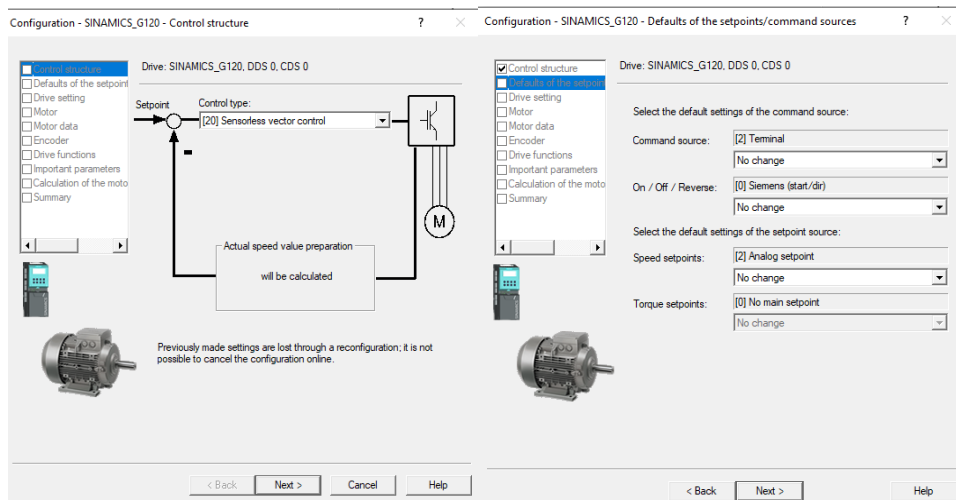 Configuration - SINAMICS_G120 - Control structure
?
Control structure
Defaults of the setpoint
Drive setting
Motor
Motor data
Encoder
Drive functions
Important parameters
Calculation of the moto
Summary
Drive: SINAMICS_G120, DDS 0, CDS 0
Setpoint
Control type:
[20] Sensorless vector control
M
Actual speed value preparation
will be calculated
Previously made settings are lost through a reconfiguration; it is not
possible to cancel the configuration online.
< Back
Next >
Cancel
Help
Configuration - SINAMICS_G120 - Defaults of the setpoints/command sources
?
Control structure
Defaults of the setpoin
Drive setting
Motor
Motor data
Encoder
Drive functions
Important parameters
Calculation of the moto
Summary
Drive: SINAMICS_G120, DDS 0, CDS 0
Select the default settings of the command source:
Command source:
[2] Terminal
No change
On / Off / Reverse:
[0] Siemens (start/dir)
No change
Select the default settings of the setpoint source:
Speed setpoints:
[2] Analog setpoint
No change
Torque setpoints:
[0] No main setpoint
No change
< Back
Next >
Help